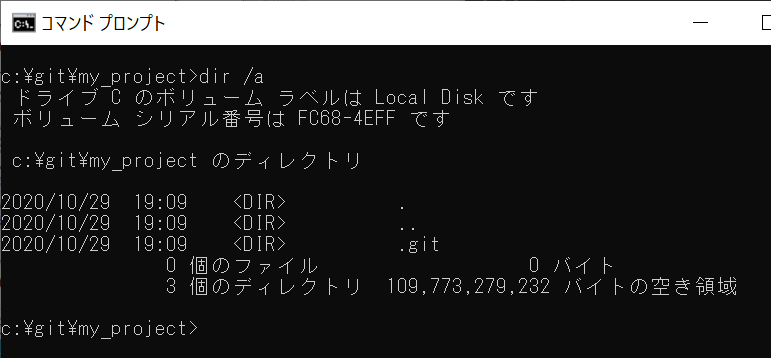 コマンド プロンプト
c:¥git¥my_project>dir /a
ドライブ C のボリューム ラベルは Local Disk です
ボリューム シリアル番号は FC68-4EFF です
c:¥git¥my_project のディレクトリ
2020/10/29  19:09    <DIR>          .
2020/10/29  19:09    <DIR>          ..
2020/10/29  19:09    <DIR>          .git
0 個のファイル                   0 バイト
3 個のディレクトリ  109,773,279,232 バイトの空き領域
c:¥git¥my_project>